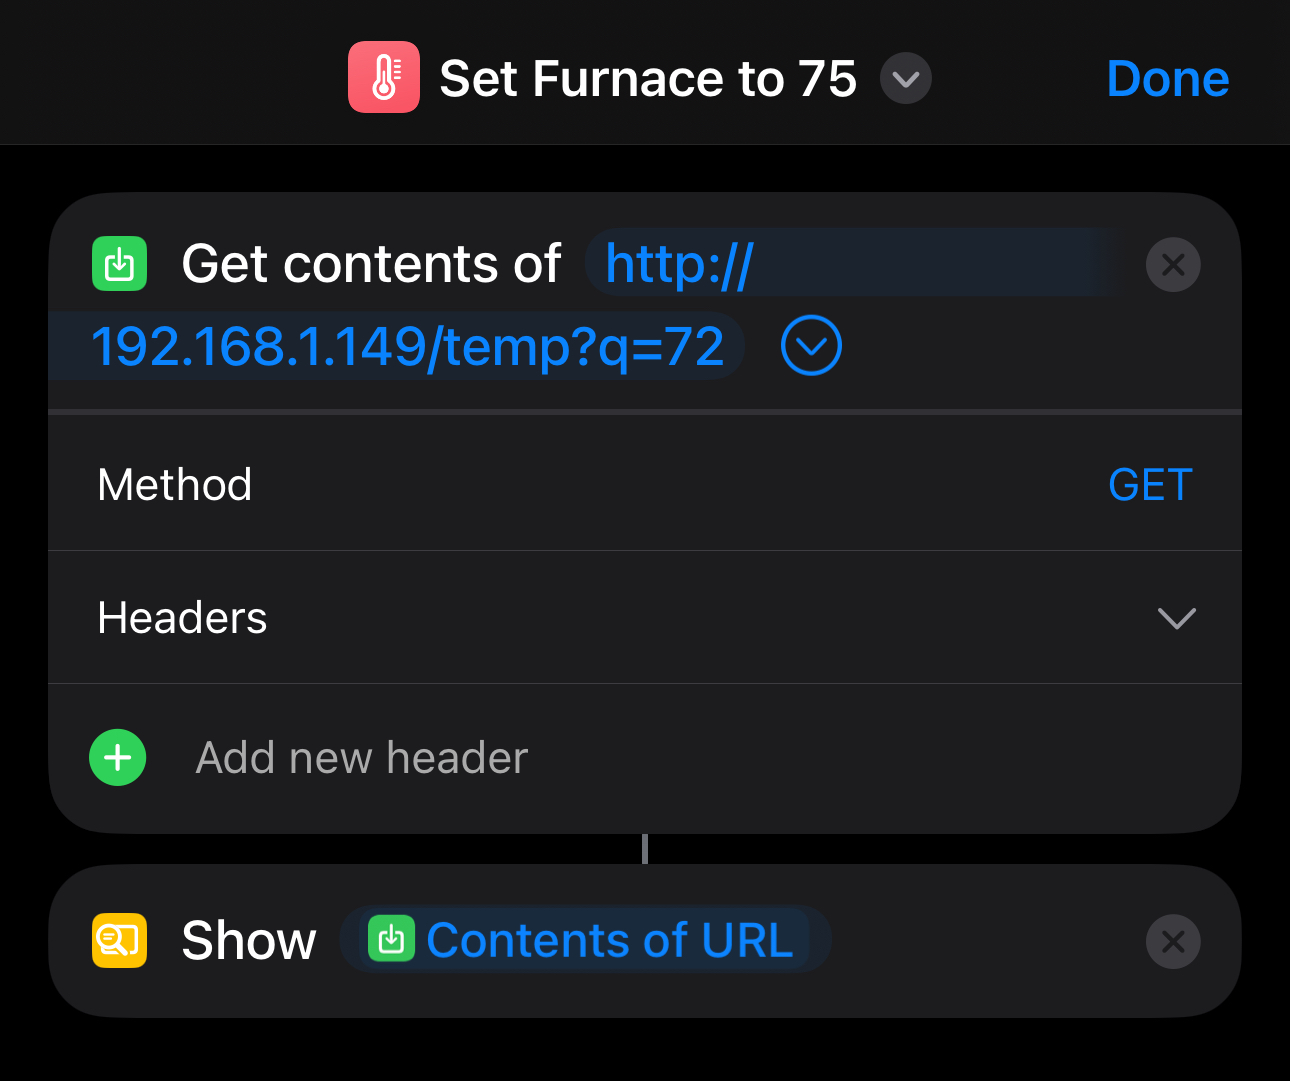 Set Furnace to 75
Done
Get contents of http://
192.168.1.149/temp?q=72
Method
GET
Headers
Add new header
Show Contents of URL